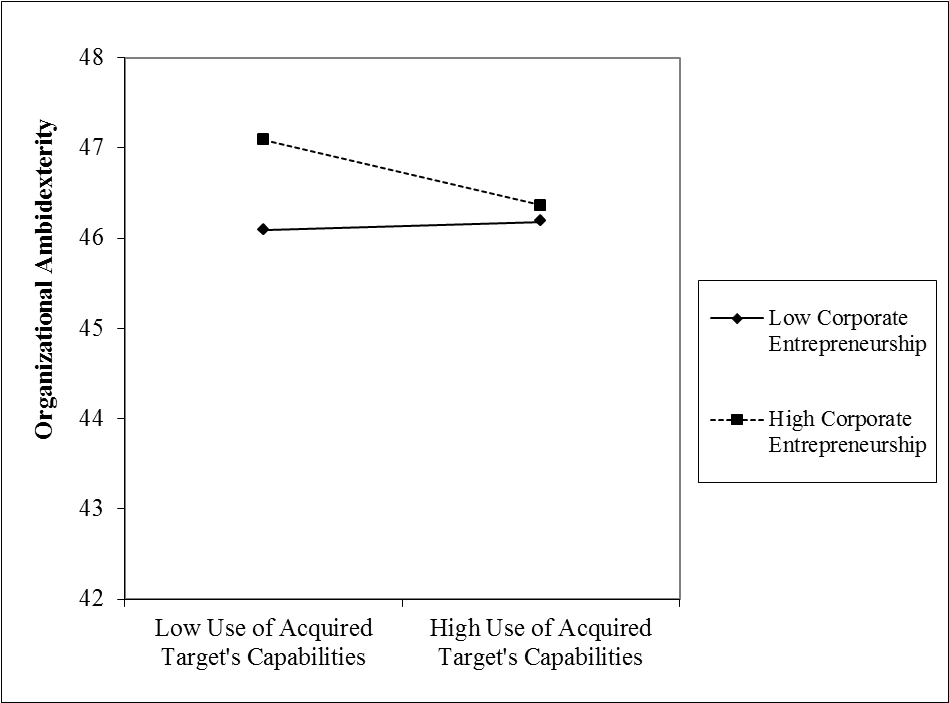 Organizational Ambidexterity
48
47
46
45
44
43
42
Low Use of Acquired
Target's Capabilities
High Use of Acquired
Target's Capabilities
Low Corporate
Entrepreneurship
High Corporate
Entrepreneurship